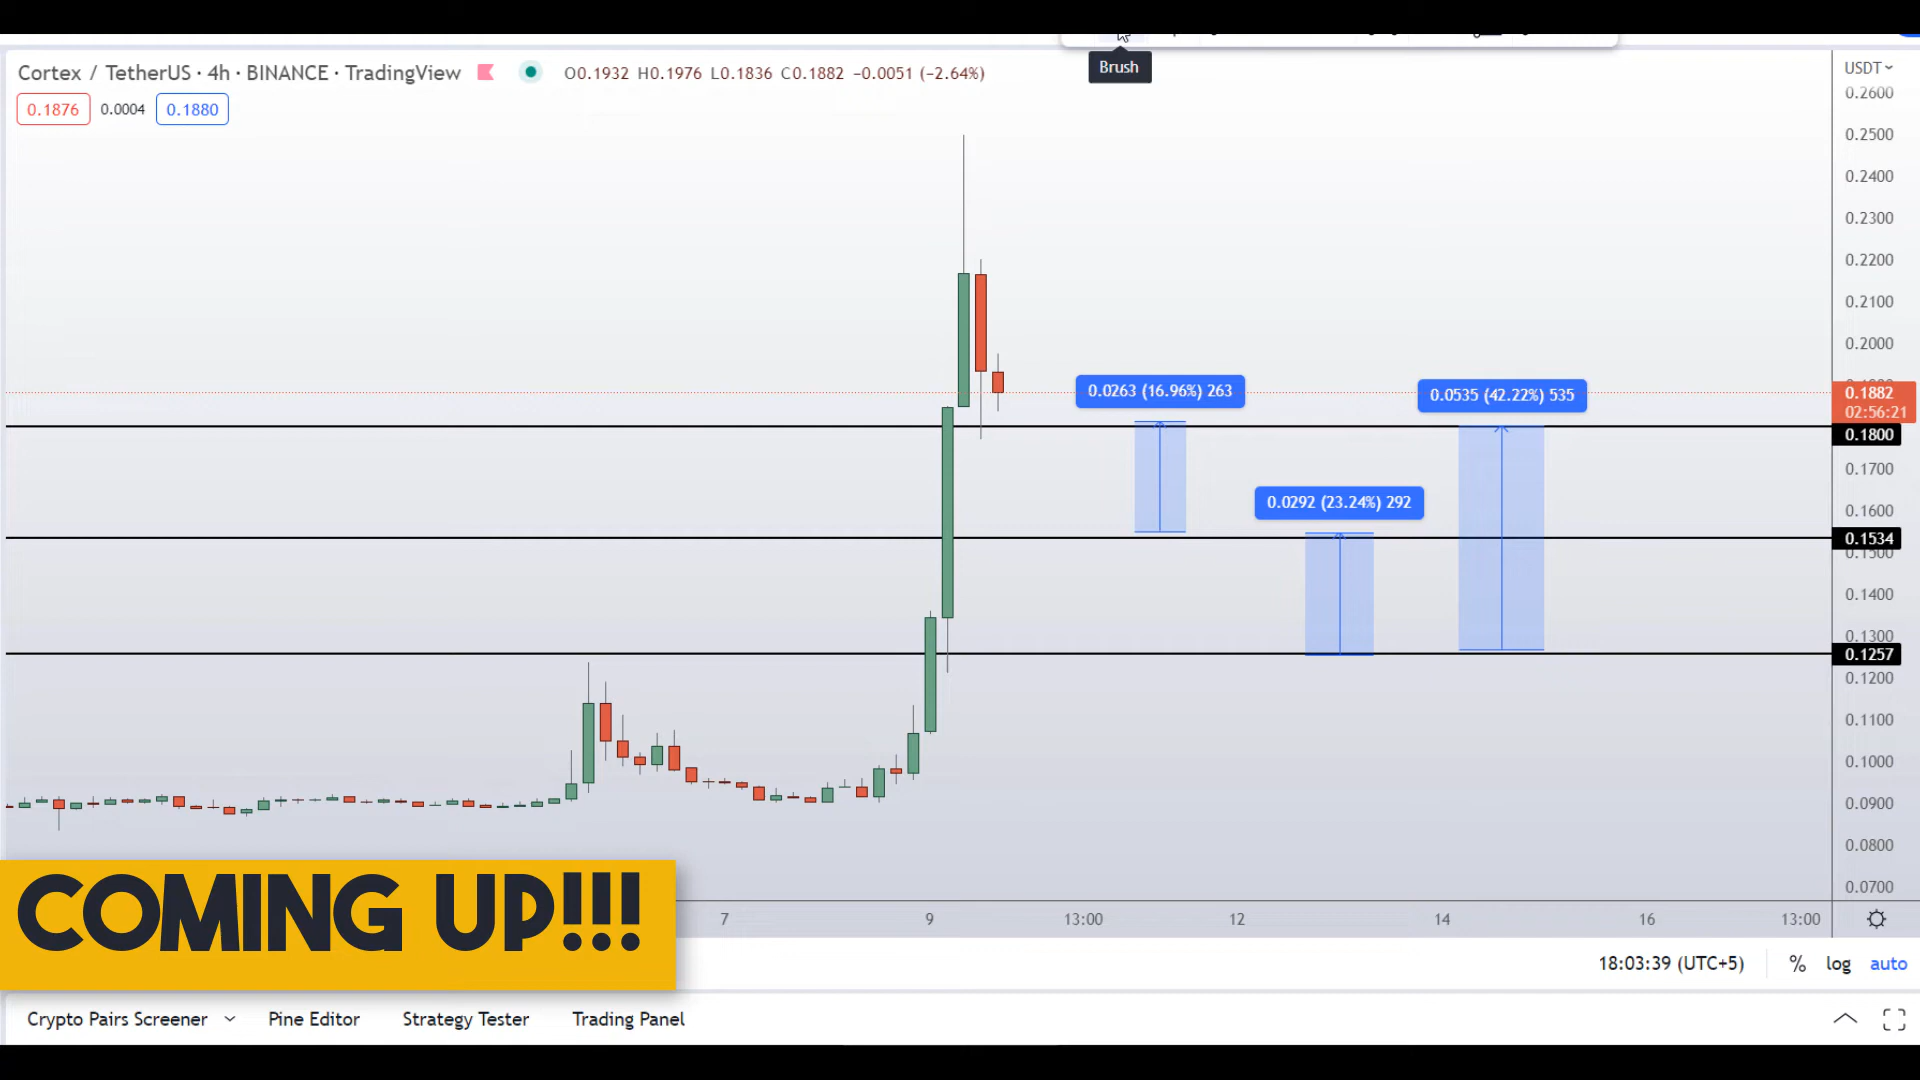 Brush
Cortex / TetherUS · 4h · BINANCE · TradingView
O0.1932 H0.1976 L0.1836 C0.1882 −0.0051 (−2.64%)
0.1876 0.0004 0.1880
USDT
0.2600
0.2500
0.2400
0.2300
0.2200
0.2100
0.2000
0.1882
02:56:21
0.1800
0.1700
0.1600
0.1534
0.1500
0.1400
0.1300
0.1257
0.1200
0.1100
0.1000
0.0900
0.0800
0.0700
0.0263 (16.96%) 263
0.0535 (42.22%) 535
0.0292 (23.24%) 292
COMING UP!!!
7 9 13:00 12 14 16 13:00
18:03:39 (UTC+5) % log auto
Crypto Pairs Screener Pine Editor Strategy Tester Trading Panel